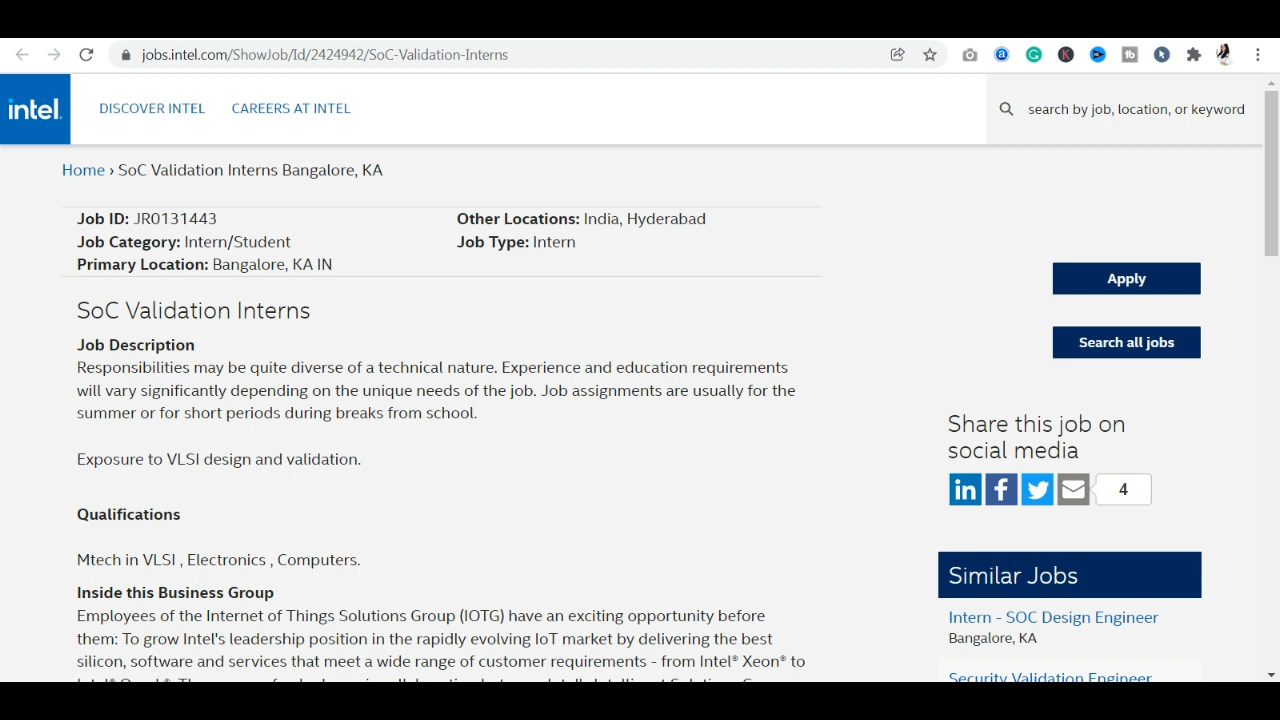 jobs.intel.com/ShowJob/Id/2424942/SoC-Validation-Interns
intel.
DISCOVER INTEL
CAREERS AT INTEL
search by job, location, or keyword
Home › SoC Validation Interns Bangalore, KA
Job ID: JR0131443
Other Locations: India, Hyderabad
Job Category: Intern/Student
Job Type: Intern
Primary Location: Bangalore, KA IN
Apply
SoC Validation Interns
Search all jobs
Job Description
Responsibilities may be quite diverse of a technical nature. Experience and education requirements
will vary significantly depending on the unique needs of the job. Job assignments are usually for the
summer or for short periods during breaks from school.
Exposure to VLSI design and validation.
Share this job on
social media
4
Qualifications
Mtech in VLSI , Electronics , Computers.
Inside this Business Group
Employees of the Internet of Things Solutions Group (IOTG) have an exciting opportunity before
them: To grow Intel's leadership position in the rapidly evolving IoT market by delivering the best
silicon, software and services that meet a wide range of customer requirements - from Intel® Xeon® to
Similar Jobs
Intern - SOC Design Engineer
Bangalore, KA
Security Validation Engineer